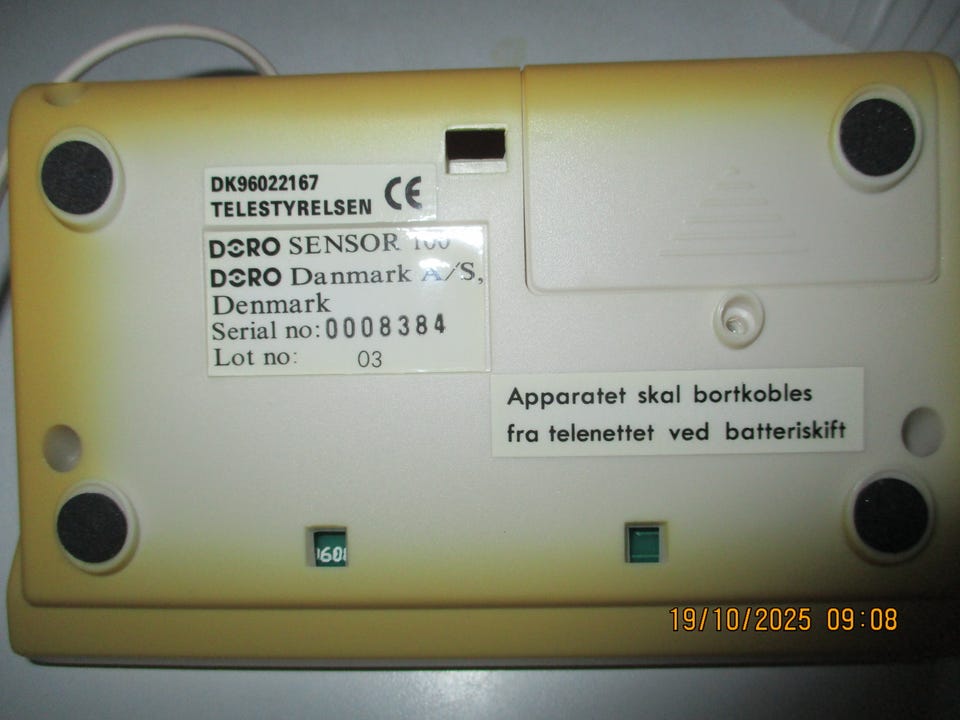 DK96022167
TELESTYRELSEN CE
DORO SENSOR 100
DORO Danmark A/S,
Denmark
Serial no: 0008384
Lot no: 03
Apparatet skal bortkobles
fra telenettet ved batteriskift
19/10/2025 09:08